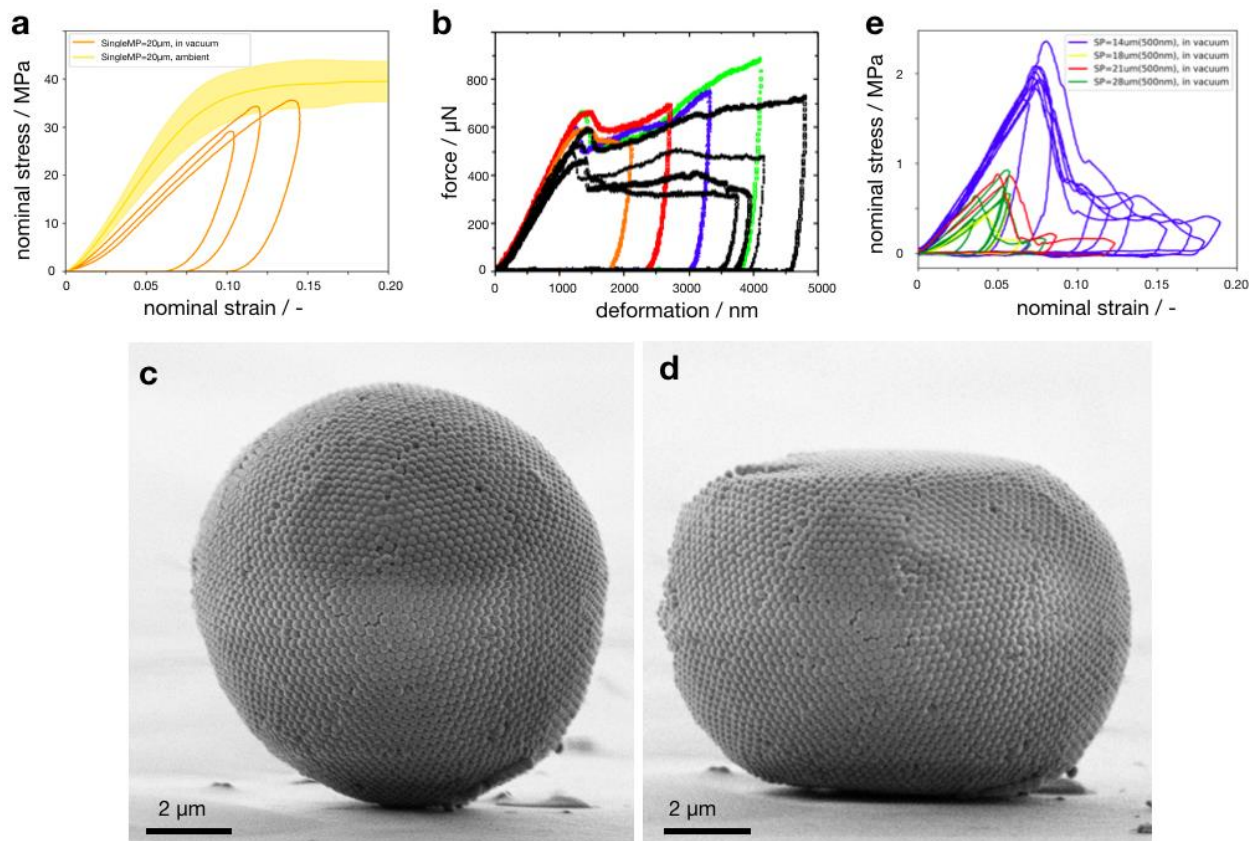 a
SingleMP=20µm, in vacuum
SingleMP=20µm, ambient
nominal stress / MPa
40
30
20
10
0
0 0.05 0.10 0.15 0.20
nominal strain / -
b
force / µN
800
600
400
200
0
0 1000 2000 3000 4000 5000
deformation / nm
e
SP=14um(500nm), in vacuum
SP=18um(500nm), in vacuum
SP=21um(500nm), in vacuum
SP=28um(500nm), in vacuum
nominal stress / MPa
2
1
0
0 0.05 0.10 0.15 0.20
nominal strain / -
c
2 µm
d
2 µm